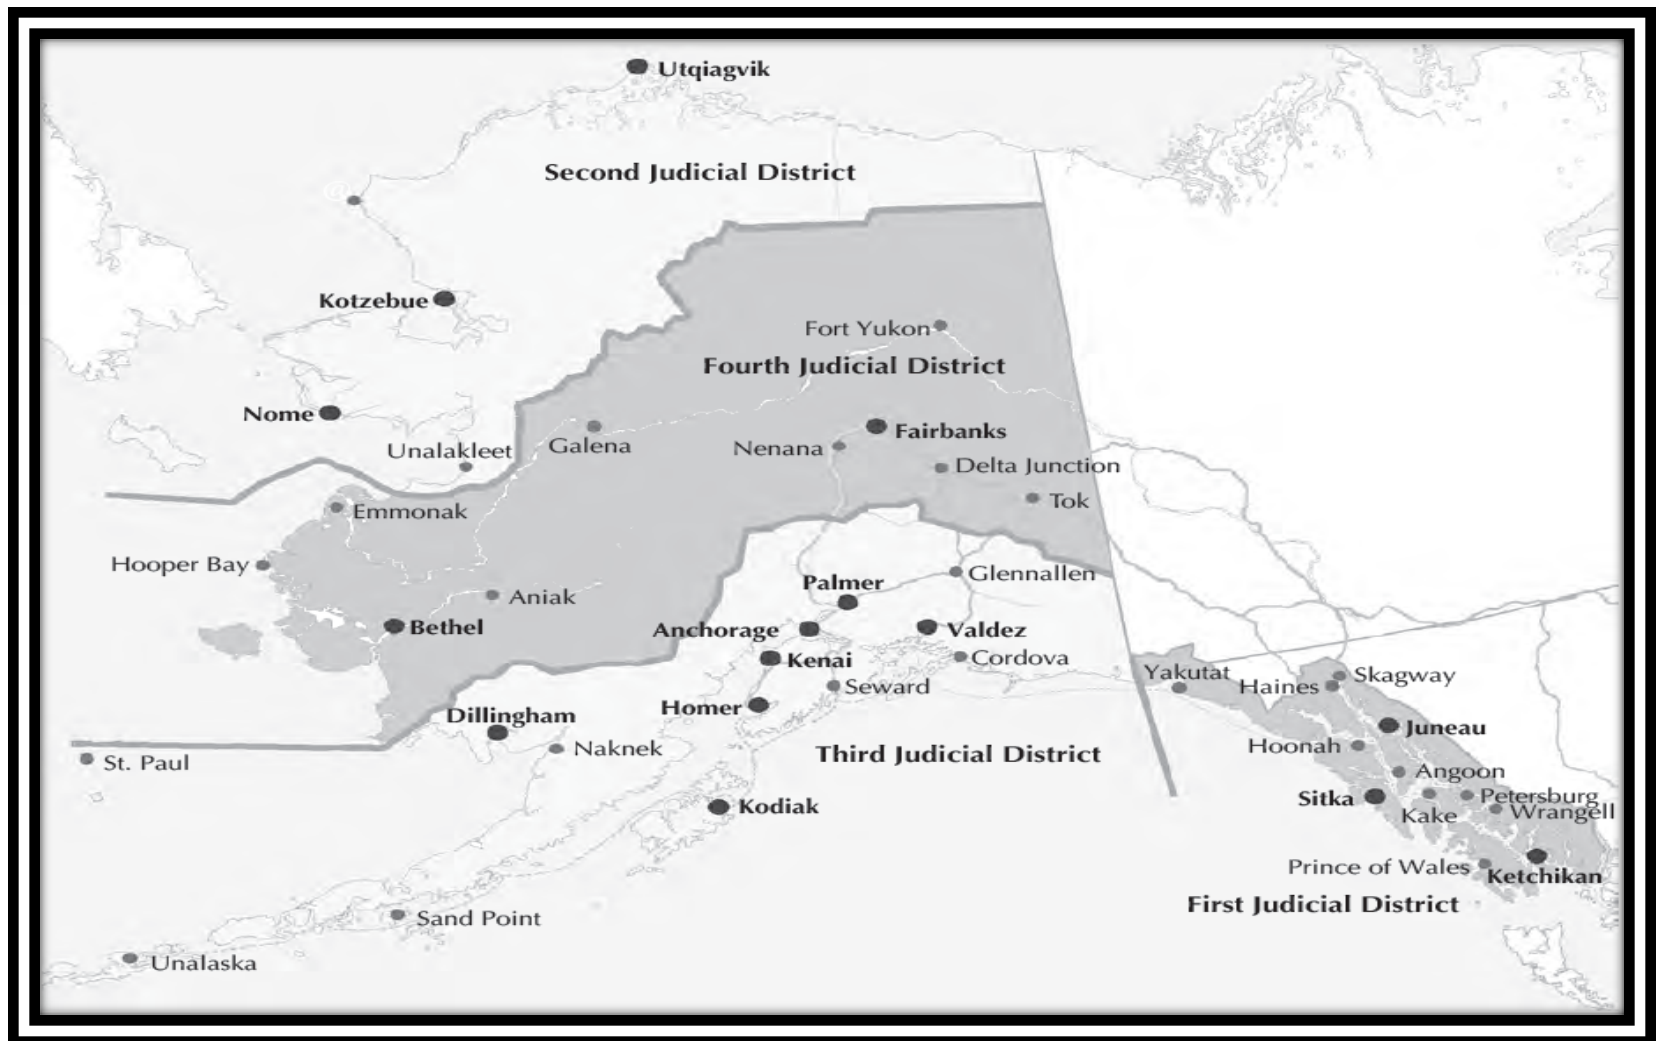 Utqiagvik
Second Judicial District
Kotzebue
Fort Yukon
Fourth Judicial District
Nome
Fairbanks
Unalakleet
Galena
Nenana
Delta Junction
Tok
Emmonak
Hooper Bay
Glennallen
Palmer
Aniak
Bethel
Anchorage
Valdez
Kenai
Cordova
Yakutat
Skagway
Haines
Seward
Homer
Dillingham
Juneau
Naknek
Hoonah
Third Judicial District
St. Paul
Angoon
Sitka
Petersburg
Kodiak
Wrangell
Kake
Prince of Wales
Ketchikan
First Judicial District
Sand Point
Unalaska